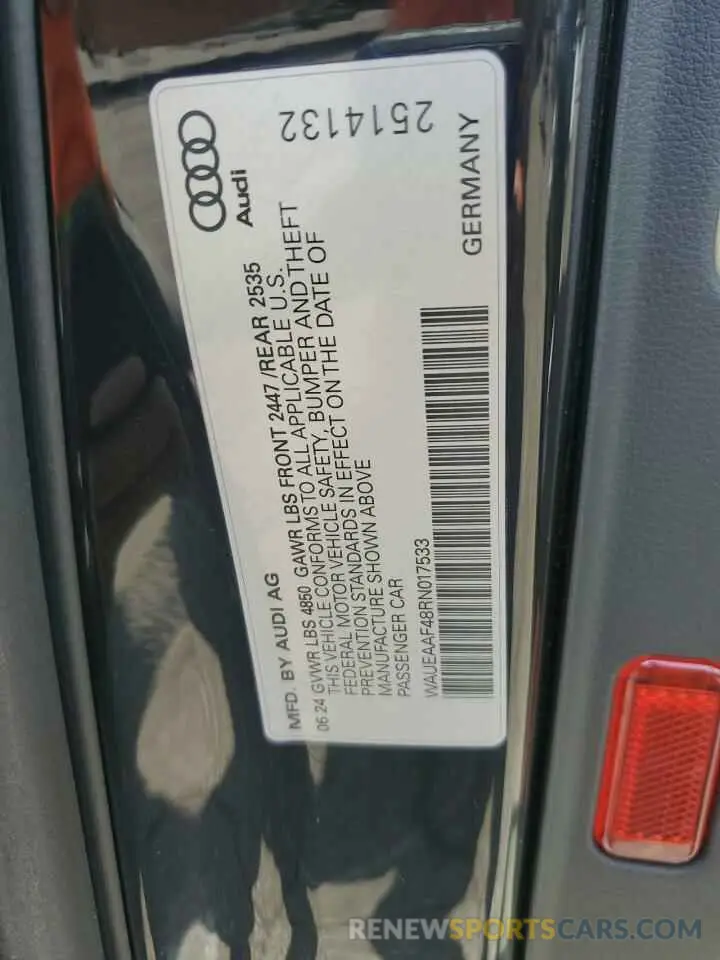 2514132
Audi
GERMANY
MFD. BY AUDI AG
06.24 GVWR LBS 4850 GAWR LBS FRONT 2447 /REAR 2535
THIS VEHICLE CONFORMS TO ALL APPLICABLE U.S.
FEDERAL MOTOR VEHICLE SAFETY, BUMPER AND THEFT
PREVENTION STANDARDS IN EFFECT ON THE DATE OF
MANUFACTURE SHOWN ABOVE
PASSENGER CAR
WAUEAAF48RN017533
RENEWSPORTSCARS.COM